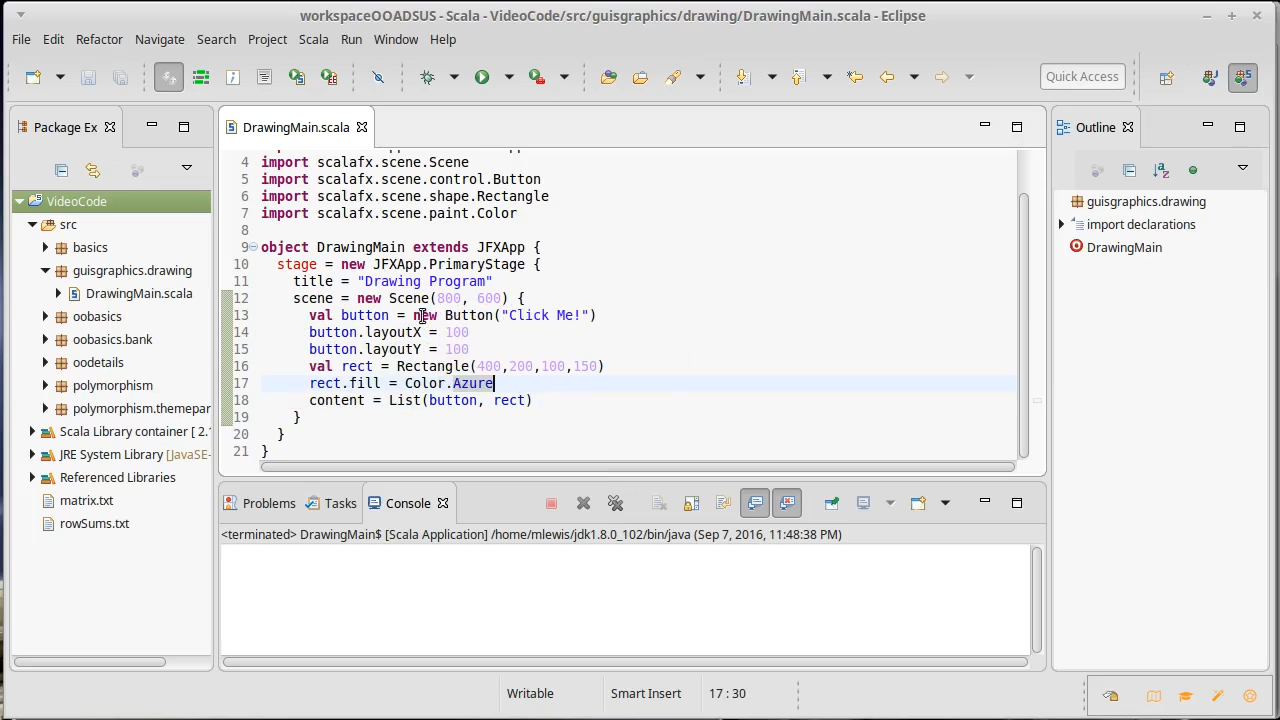 workspaceOOADSUS - Scala - VideoCode/src/guisgraphics/drawing/DrawingMain.scala - Eclipse
File Edit Refactor Navigate Search Project Scala Run Window Help
Quick Access
Package Ex
DrawingMain.scala
Outline
VideoCode
src
basics
guisgraphics.drawing
DrawingMain.scala
oobasics
oobasics.bank
oodetails
polymorphism
polymorphism.themepar
Scala Library container [ 2.
JRE System Library [JavaSE-
Referenced Libraries
matrix.txt
rowSums.txt
4 import scalafx.scene.Scene
5 import scalafx.scene.control.Button
6 import scalafx.scene.shape.Rectangle
7 import scalafx.scene.paint.Color
8
9 object DrawingMain extends JFXApp {
10 stage = new JFXApp.PrimaryStage {
11 title = "Drawing Program"
12 scene = new Scene(800, 600) {
13 val button = new Button("Click Me!")
14 button.layoutX = 100
15 button.layoutY = 100
16 val rect = Rectangle(400,200,100,150)
17 rect.fill = Color.Azure
18 content = List(button, rect)
19 }
20 }
21 }
guisgraphics.drawing
import declarations
DrawingMain
Problems Tasks Console
<terminated> DrawingMain$ [Scala Application] /home/mlewis/jdk1.8.0_102/bin/java (Sep 7, 2016, 11:48:38 PM)
Writable Smart Insert 17 : 30